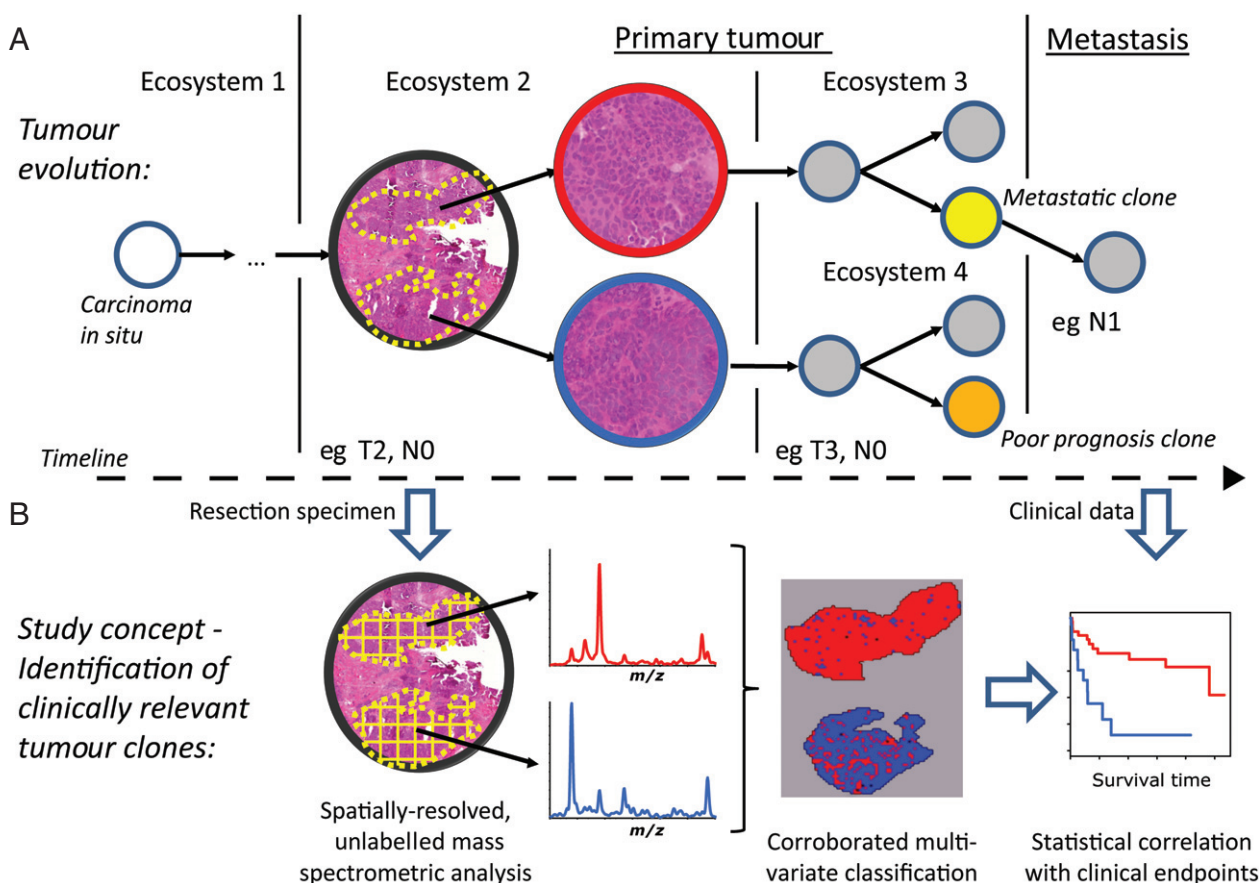 A
Primary tumour
Metastasis
Ecosystem 1
Ecosystem 2
Ecosystem 3
Tumour
evolution:
Metastatic clone
...
Ecosystem 4
Carcinoma
in situ
eg N1
Timeline
eg T2, N0
eg T3, N0
Poor prognosis clone
B
Resection specimen
Clinical data
Study concept -
Identification of
clinically relevant
tumour clones:
m/z
m/z
Survival time
Spatially-resolved,
unlabelled mass
spectrometric analysis
Corroborated multi-
variate classification
Statistical correlation
with clinical endpoints